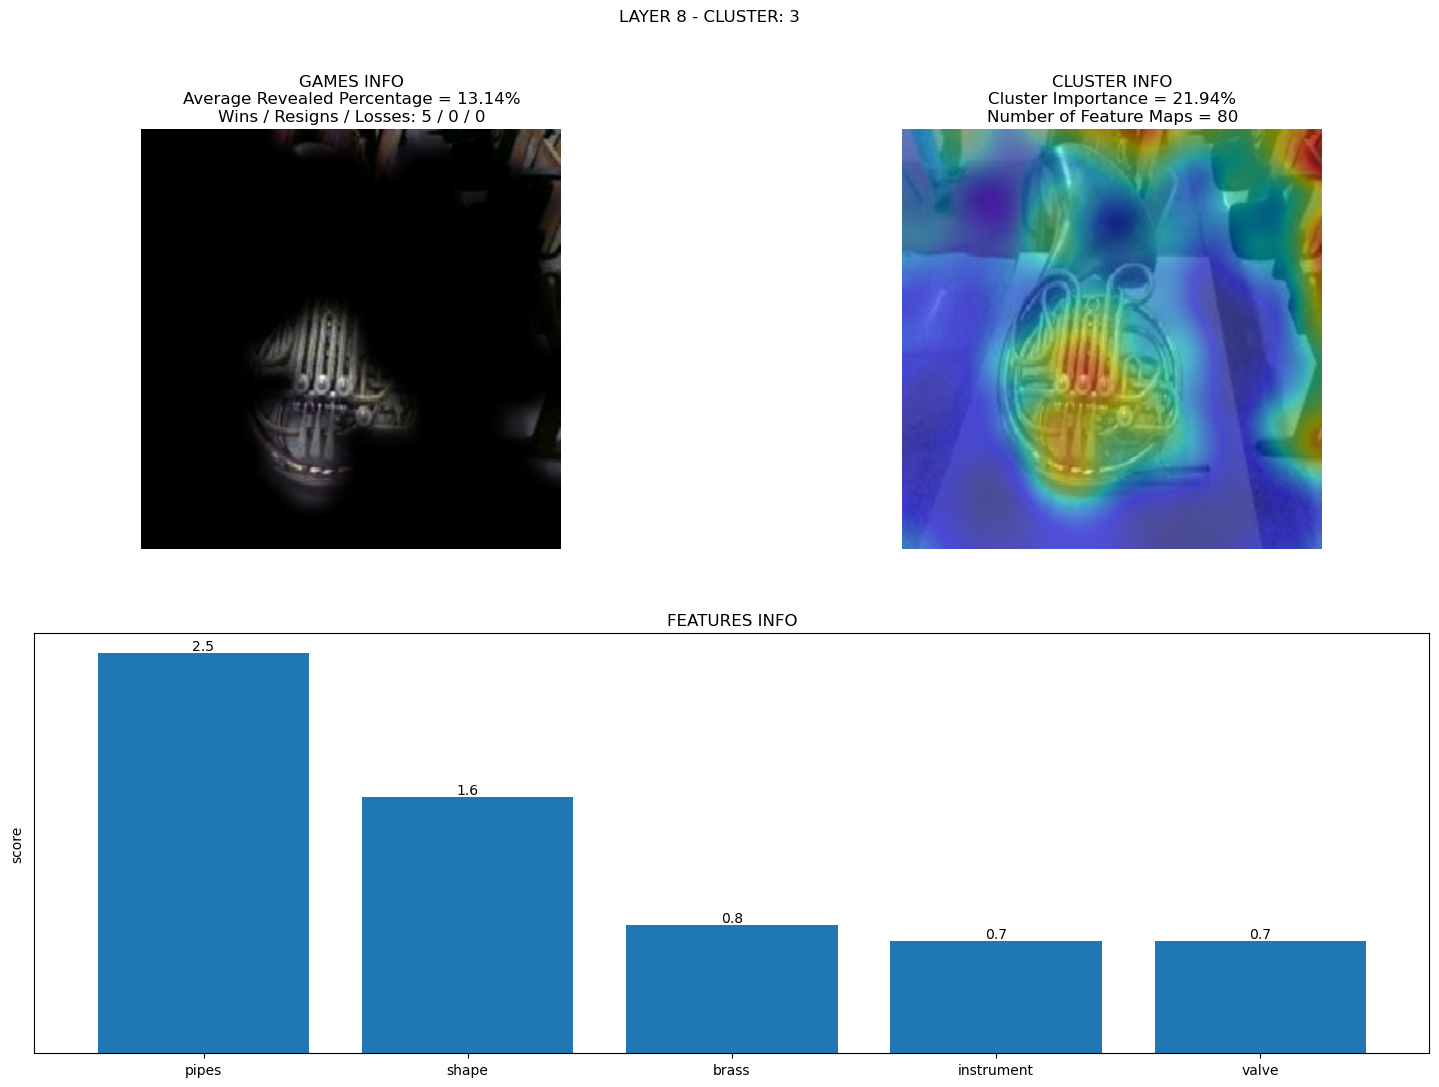 LAYER 8 - CLUSTER: 3
GAMES INFO
Average Revealed Percentage = 13.14%
Wins / Resigns / Losses: 5 / 0 / 0
CLUSTER INFO
Cluster Importance = 21.94%
Number of Feature Maps = 80
FEATURES INFO
score
2.5
1.6
0.8
0.7
0.7
pipes
shape
brass
instrument
valve